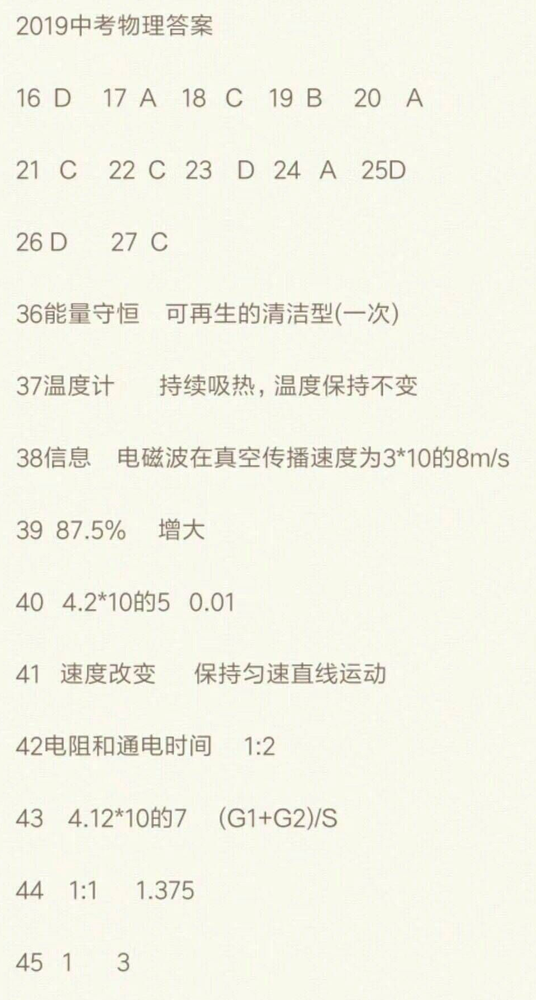 2019中考物理答案
16 D 17 A 18 C 19 B 20 A
21 C 22 C 23 D 24 A 25D
26 D 27 C
36能量守恒 可再生的清洁型(一次)
37温度计 持续吸热, 温度保持不变
38信息 电磁波在真空传播速度为3*10的8m/s
39 87.5% 增大
40 4.2*10的5 0.01
41 速度改变 保持匀速直线运动
42电阻和通电时间 1:2
43 4.12*10的7 (G1+G2)/S
44 1:1 1.375
45 1 3